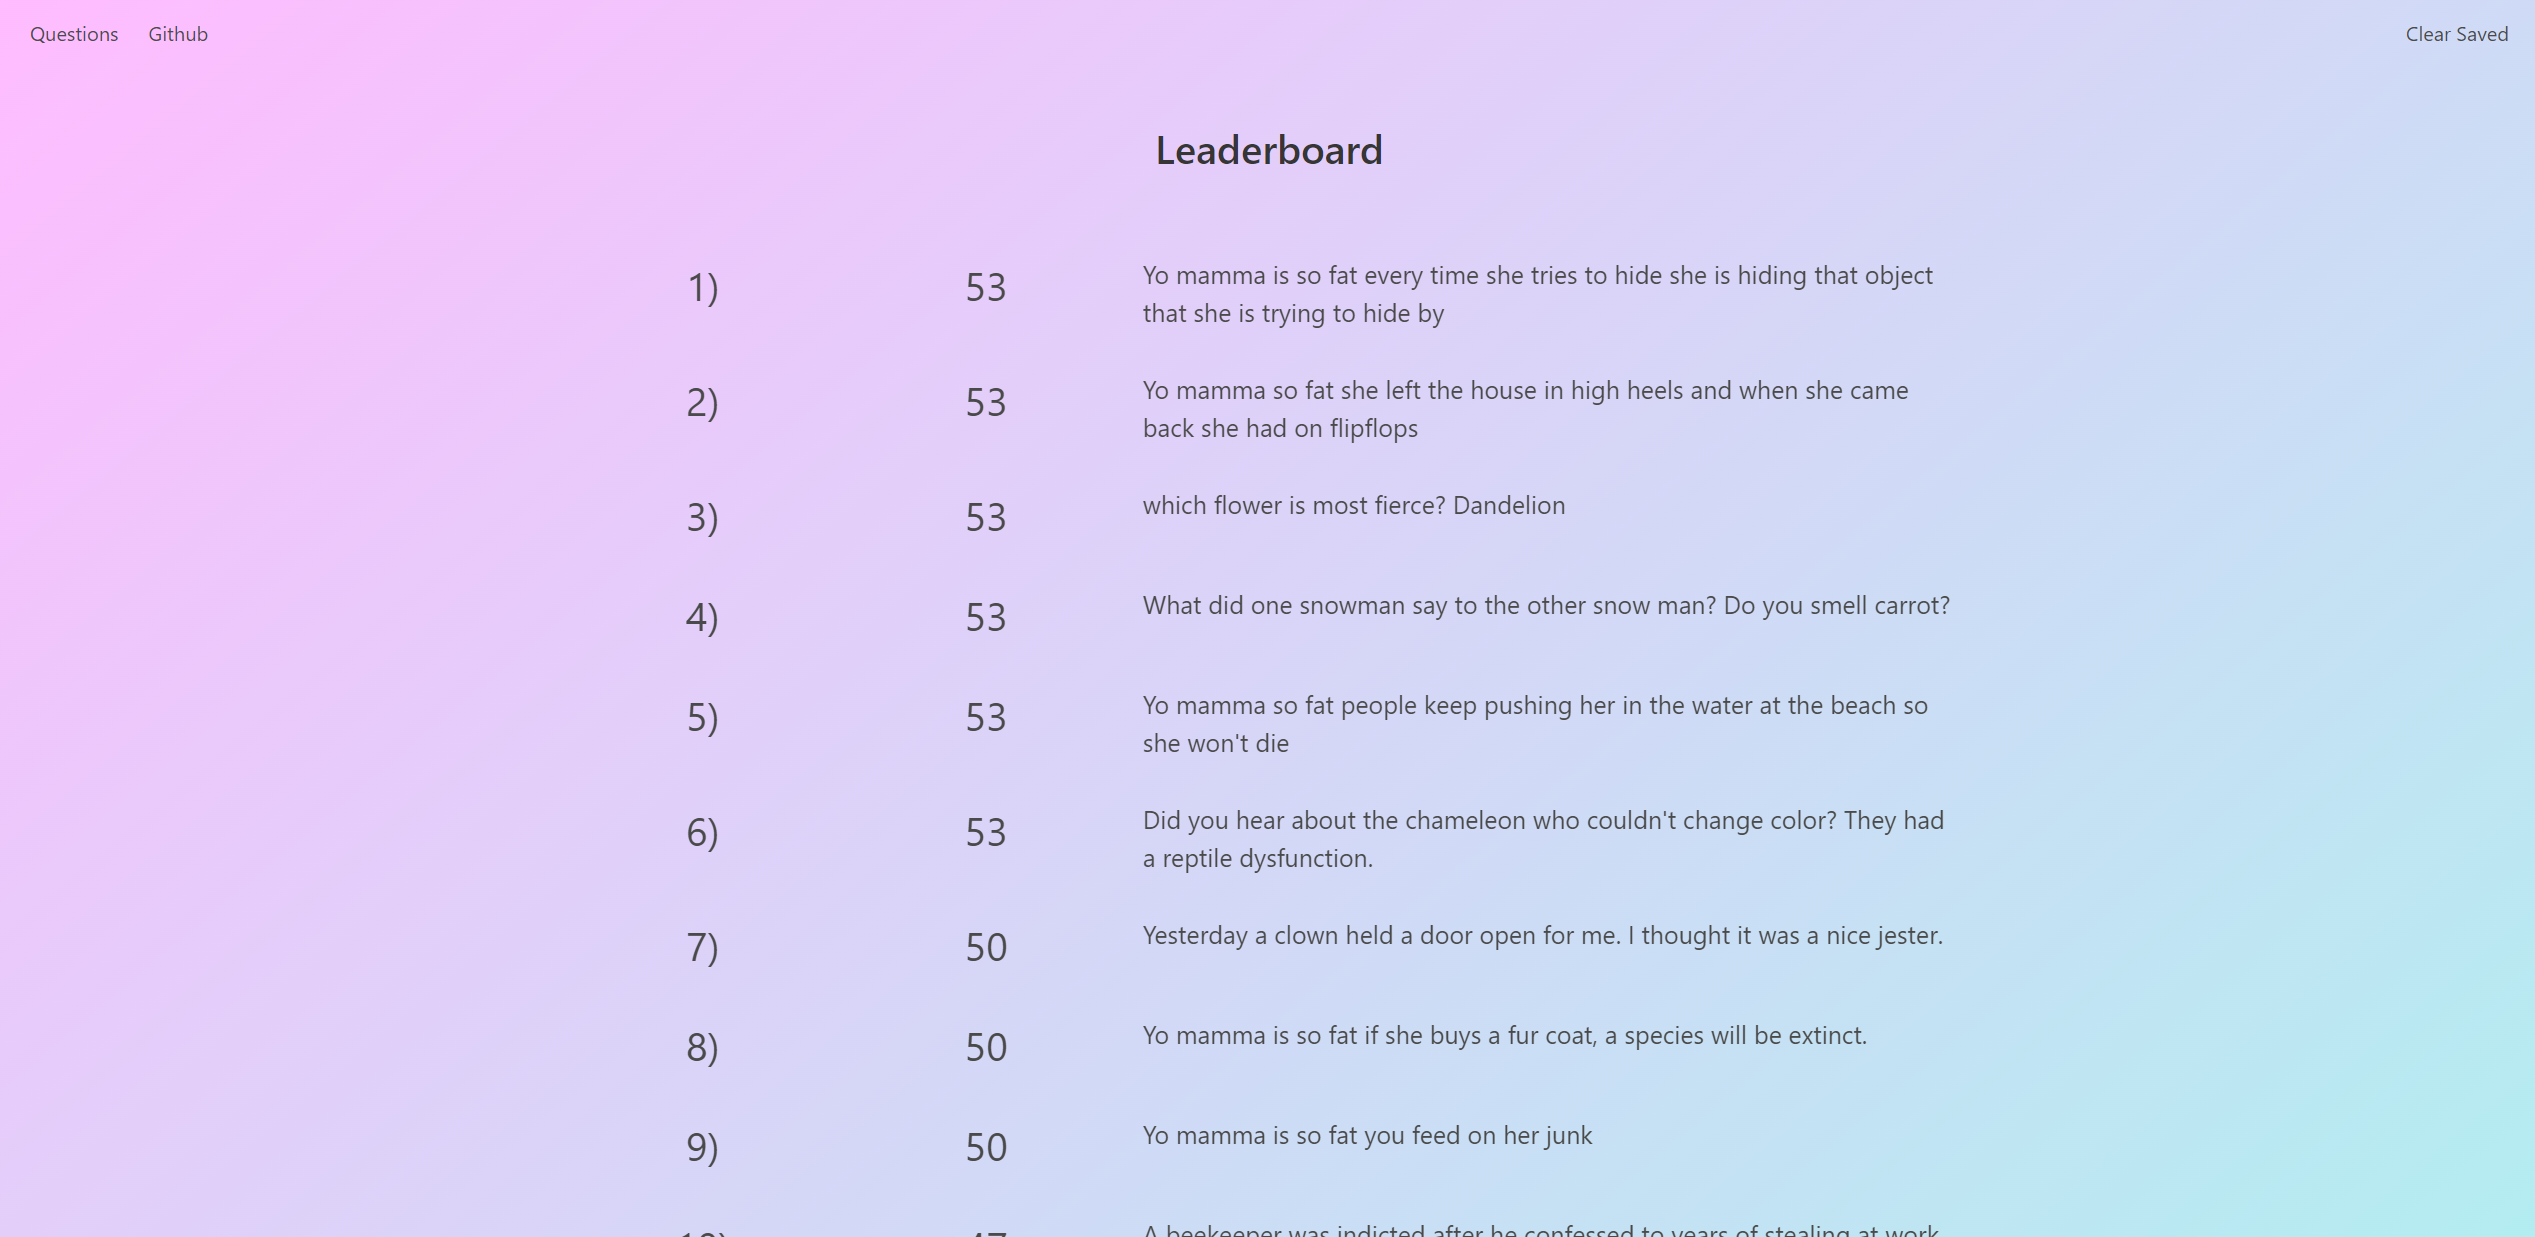 Questions Github Clear Saved
Leaderboard
1) 53 Yo mamma is so fat every time she tries to hide she is hiding that object
that she is trying to hide by
2) 53 Yo mamma so fat she left the house in high heels and when she came
back she had on flipflops
3) 53 which flower is most fierce? Dandelion
4) 53 What did one snowman say to the other snow man? Do you smell carrot?
5) 53 Yo mamma so fat people keep pushing her in the water at the beach so
she won't die
6) 53 Did you hear about the chameleon who couldn't change color? They had
a reptile dysfunction.
7) 50 Yesterday a clown held a door open for me. I thought it was a nice jester.
8) 50 Yo mamma is so fat if she buys a fur coat, a species will be extinct.
9) 50 Yo mamma is so fat you feed on her junk
10) 47 A beekeeper was indicted after he confessed to years of stealing at work